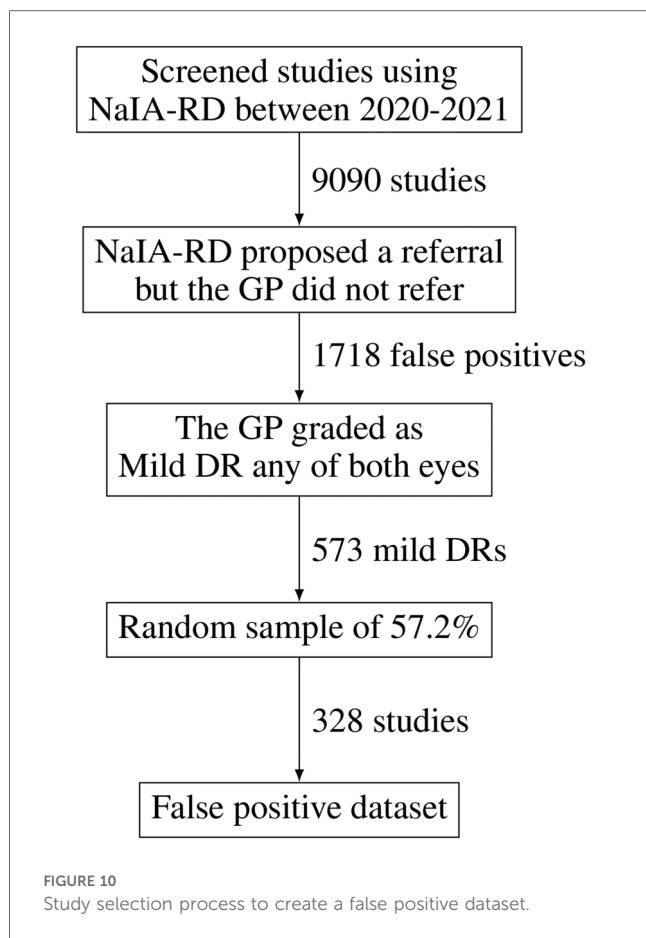 Screened studies using
NaIA-RD between 2020-2021
9090 studies
NaIA-RD proposed a referral
but the GP did not refer
1718 false positives
The GP graded as
Mild DR any of both eyes
573 mild DRs
Random sample of 57.2%
328 studies
False positive dataset
FIGURE 10
Study selection process to create a false positive dataset.